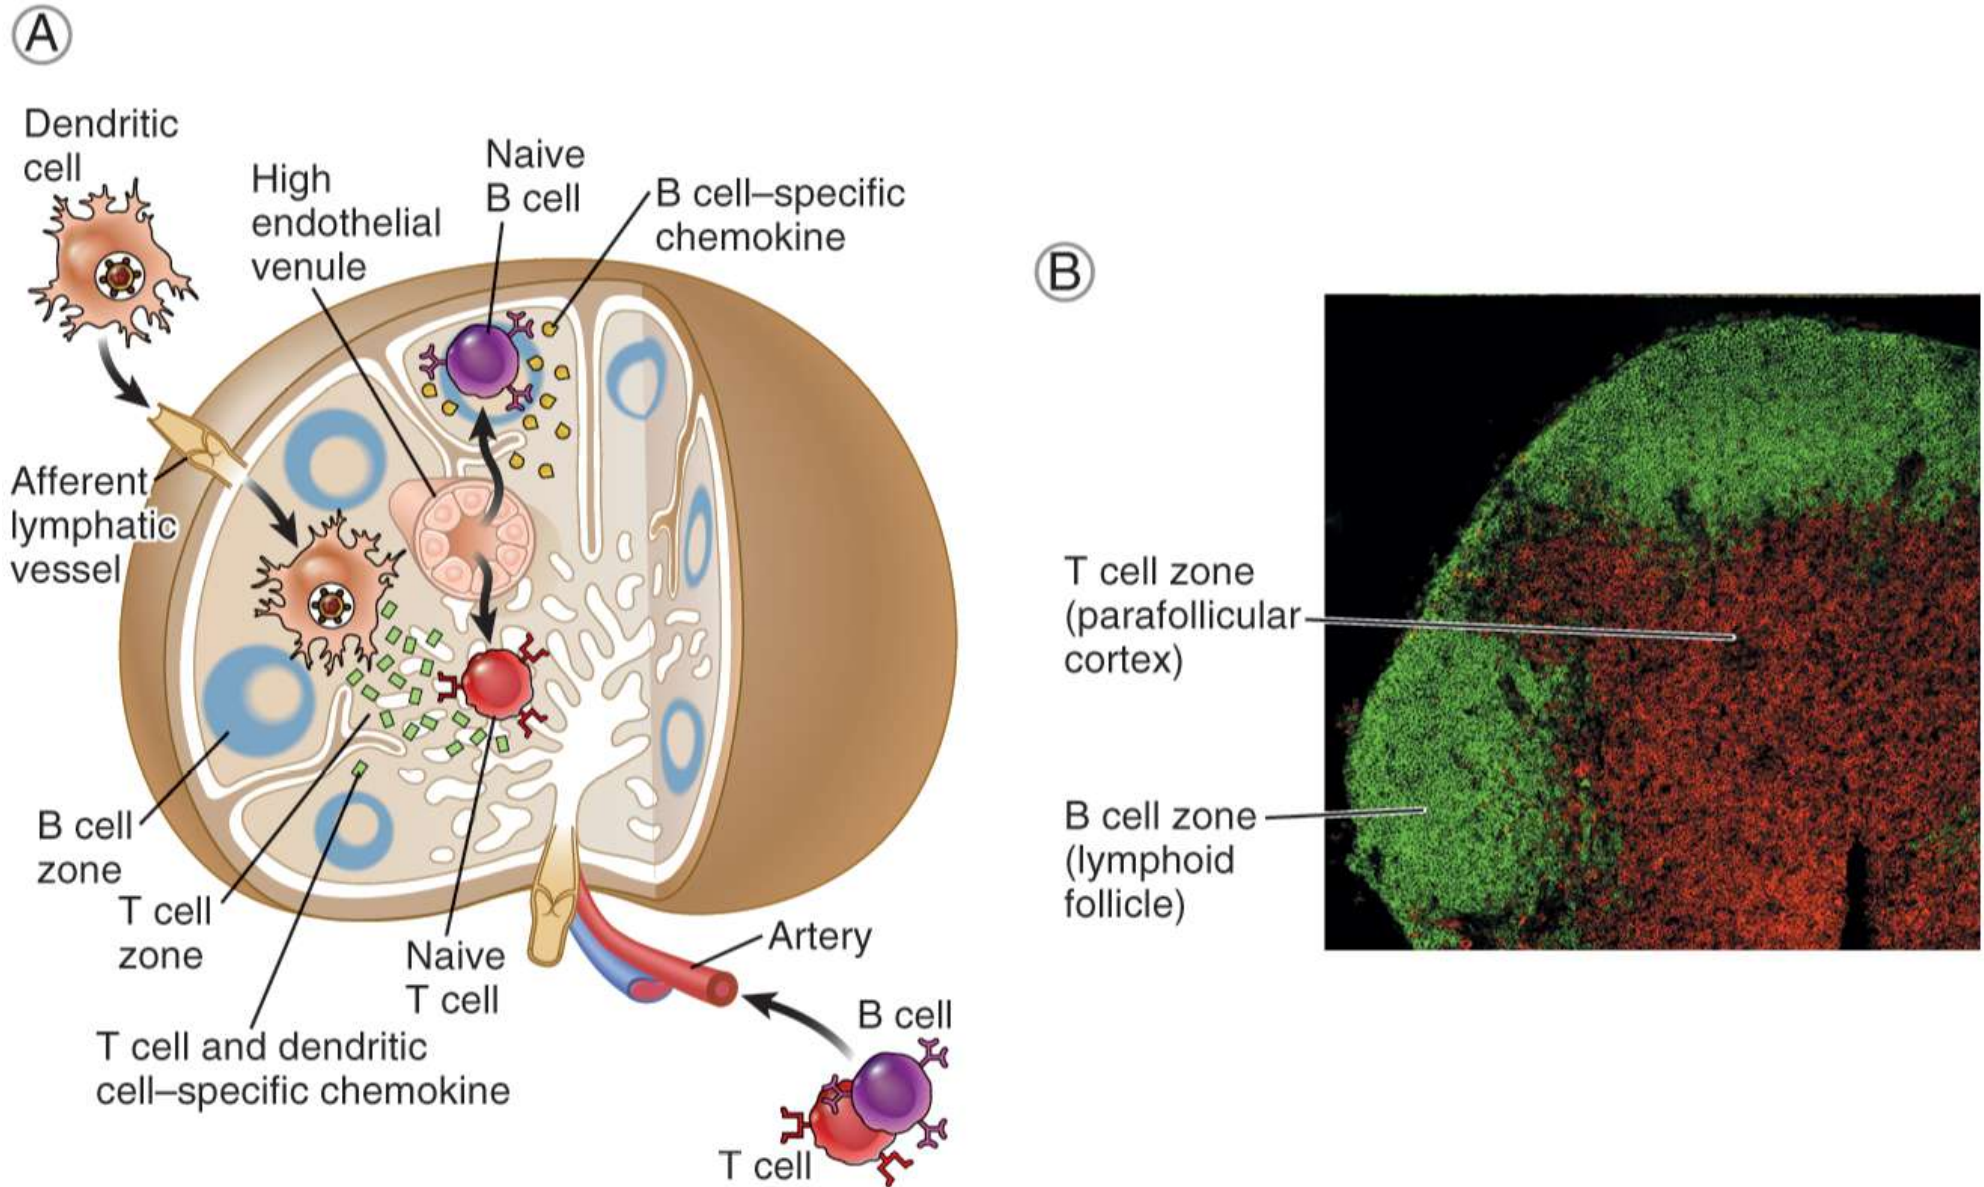 A
Dendritic
cell
High
endothelial
venule
Naive
B cell
B cell–specific
chemokine
Afferent
lymphatic
vessel
B cell
zone
T cell
zone
Naive
T cell
T cell and dendritic
cell–specific chemokine
Artery
B cell
T cell
B
T cell zone
(parafollicular
cortex)
B cell zone
(lymphoid
follicle)